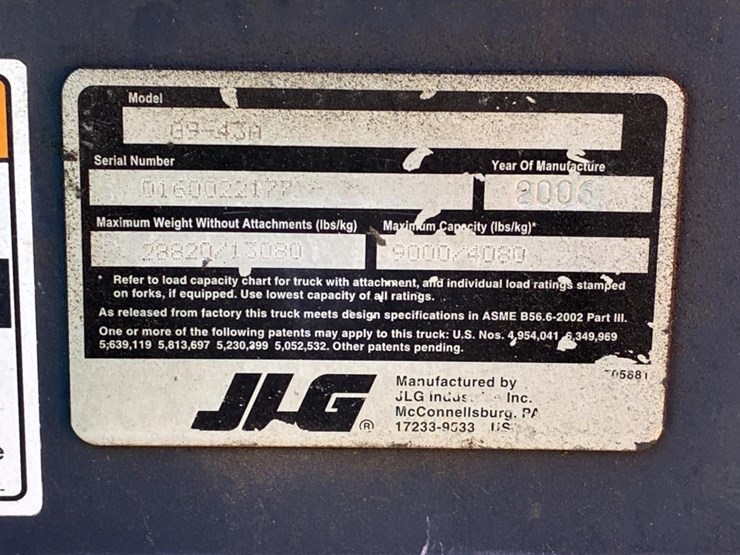 Model
G9-43A
Serial Number Year Of Manufacture
0160022177 2006
Maximum Weight Without Attachments (lbs/kg) Maximum Capacity (lbs/kg)*
28820/13080 9000/4080
* Refer to load capacity chart for truck with attachment, and individual load ratings stamped
on forks, if equipped. Use lowest capacity of all ratings.
As released from factory this truck meets design specifications in ASME B56.6-2002 Part III.
One or more of the following patents may apply to this truck: U.S. Nos. 4,954,041 6,349,969
5,639,119 5,813,697 5,230,399 5,052,532. Other patents pending.
JLG ®
Manufactured by
JLG Inc.
McConnellsburg, PA
17233-9533 US